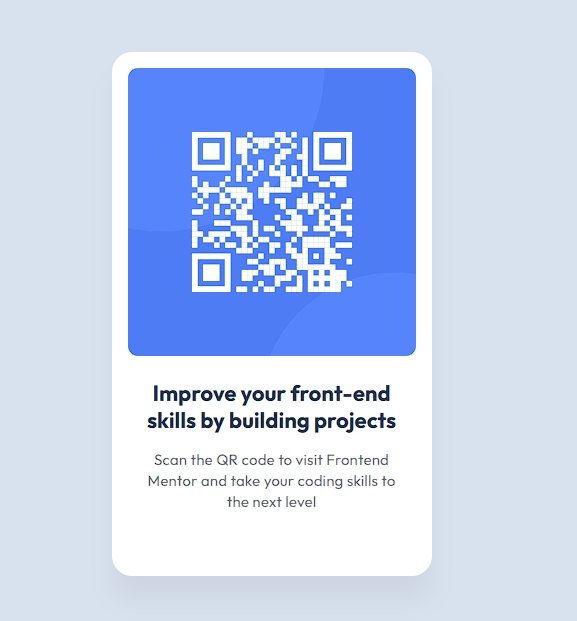 Improve your front-end
skills by building projects
Scan the QR code to visit Frontend
Mentor and take your coding skills to
the next level